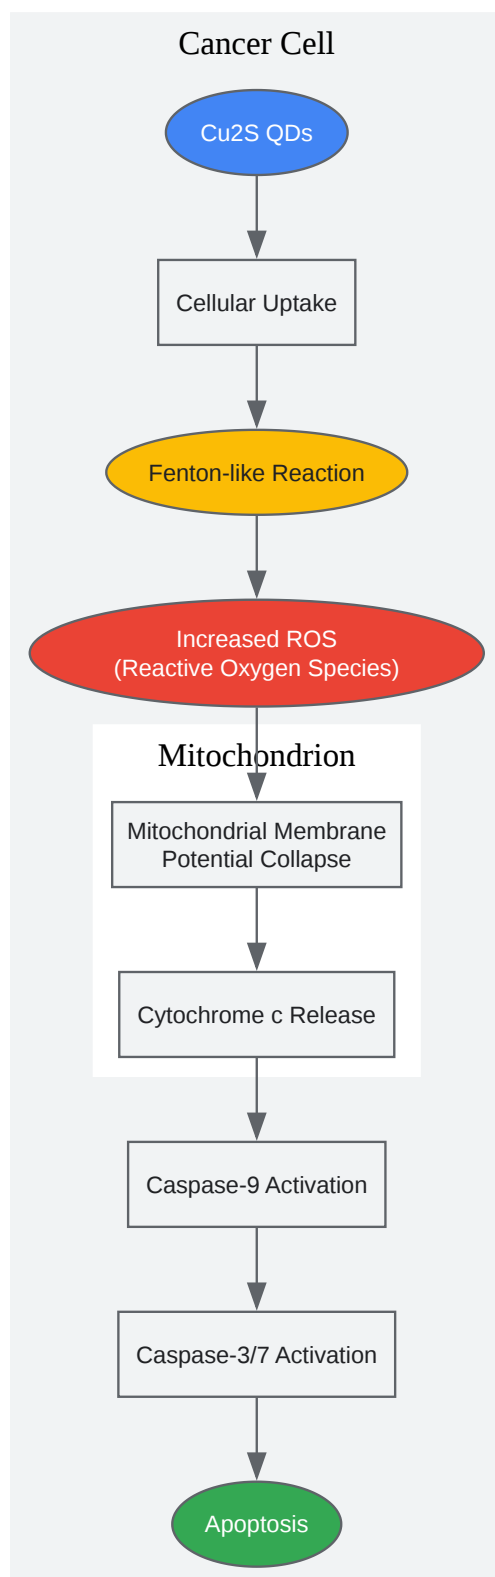 Cancer Cell
Cu2S QDs
Cellular Uptake
Fenton-like Reaction
Increased ROS
(Reactive Oxygen Species)
Mitochondrion
Mitochondrial Membrane
Potential Collapse
Cytochrome c Release
Caspase-9 Activation
Caspase-3/7 Activation
Apoptosis